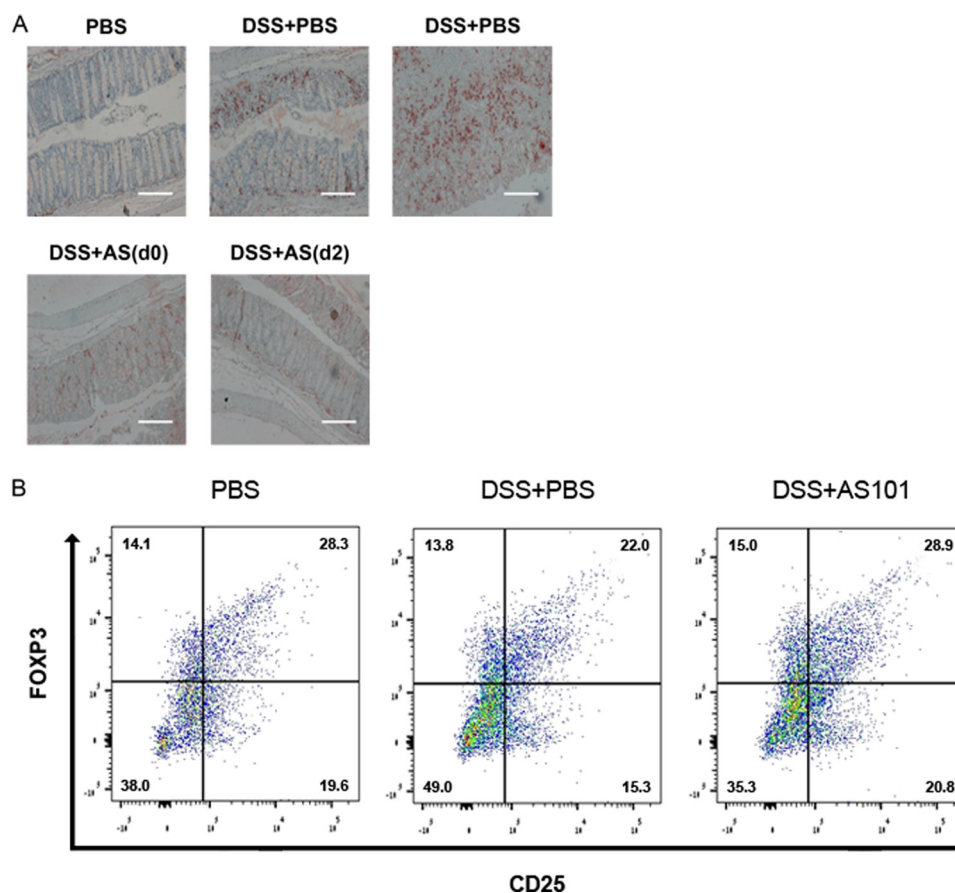 A
PBS DSS+PBS DSS+PBS
DSS+AS(d0) DSS+AS(d2)
B
PBS DSS+PBS DSS+AS101
14.1 28.3 13.8 22.0 15.0 28.9
FOXP3
38.0 19.6 49.0 15.3 35.3 20.8
CD25